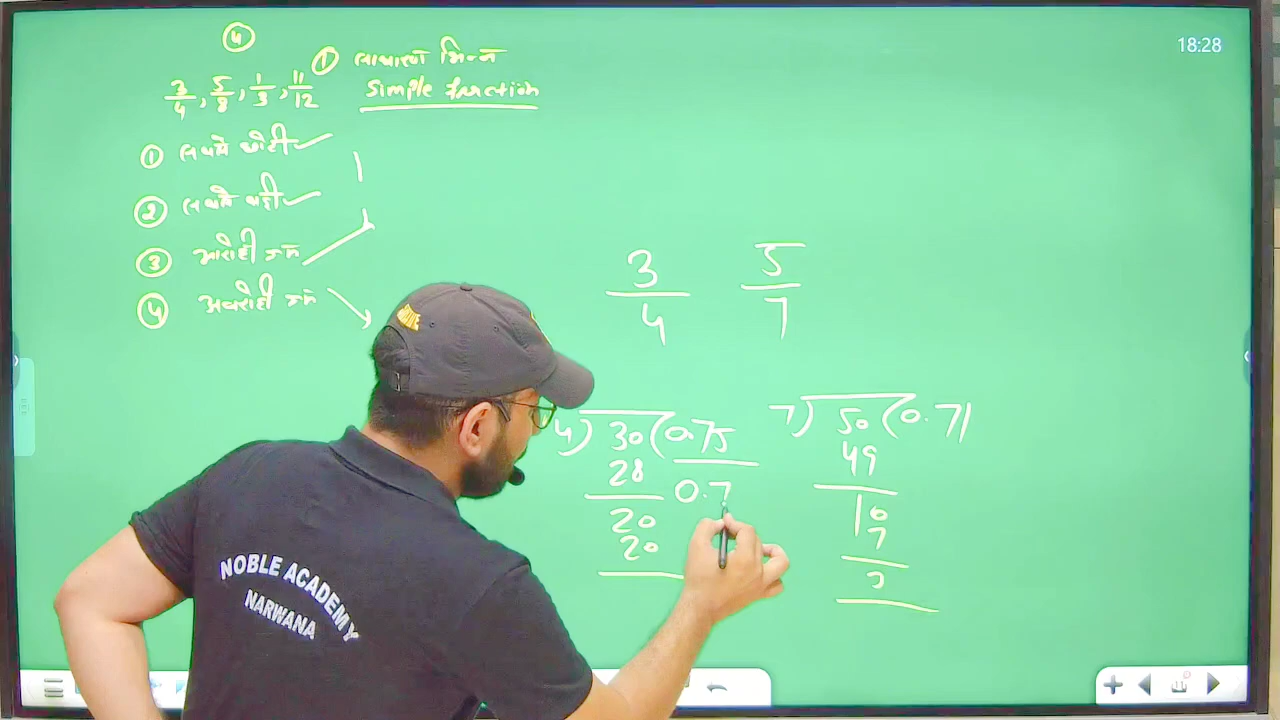 ५
3/4, 5/8, 1/3, 11/12
① साधारण भिन्न
Simple function
① सबसे छोटी ✓
② सबसे बड़ी ✓
③ आरोही क्रम
④ अवरोही क्रम
18:28
3/4 5/7
4) 30 (0.75
28
0.7
20
20
7) 50 (0.71
49
10
7
3
NOBLE ACADEMY
NARWANA